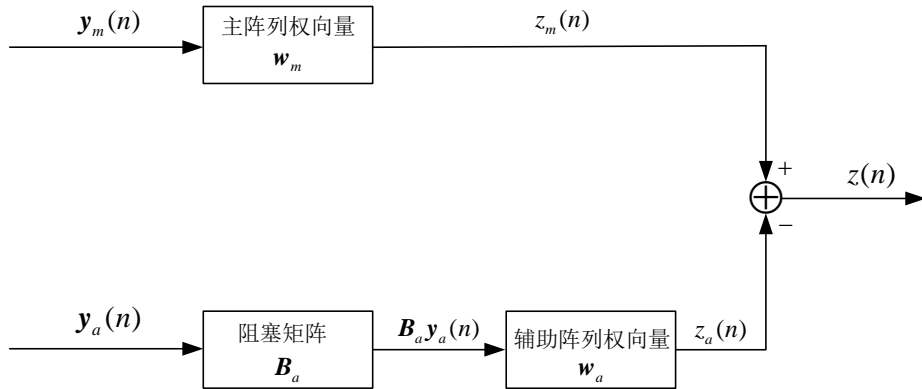 y_m(n)
主阵列权向量
w_m
z_m(n)
+
z(n)
−
y_a(n)
阻塞矩阵
B_a
B_a y_a(n)
辅助阵列权向量
w_a
z_a(n)